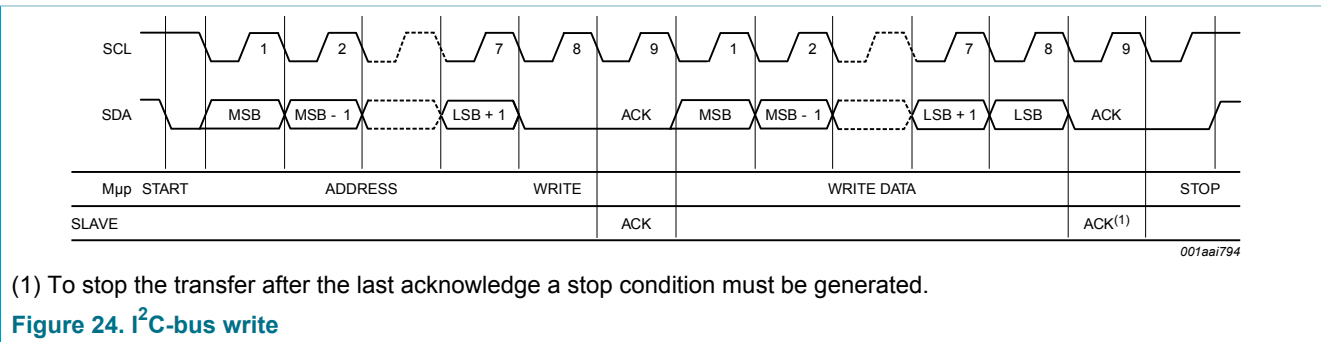 SCL 1 2 7 8 9 1 2 7 8 9
SDA MSB MSB - 1 LSB + 1 ACK MSB MSB - 1 LSB + 1 LSB ACK
Mμp START ADDRESS WRITE WRITE DATA STOP
SLAVE ACK ACK(1)
001aai794
(1) To stop the transfer after the last acknowledge a stop condition must be generated.
Figure 24. I2C-bus write